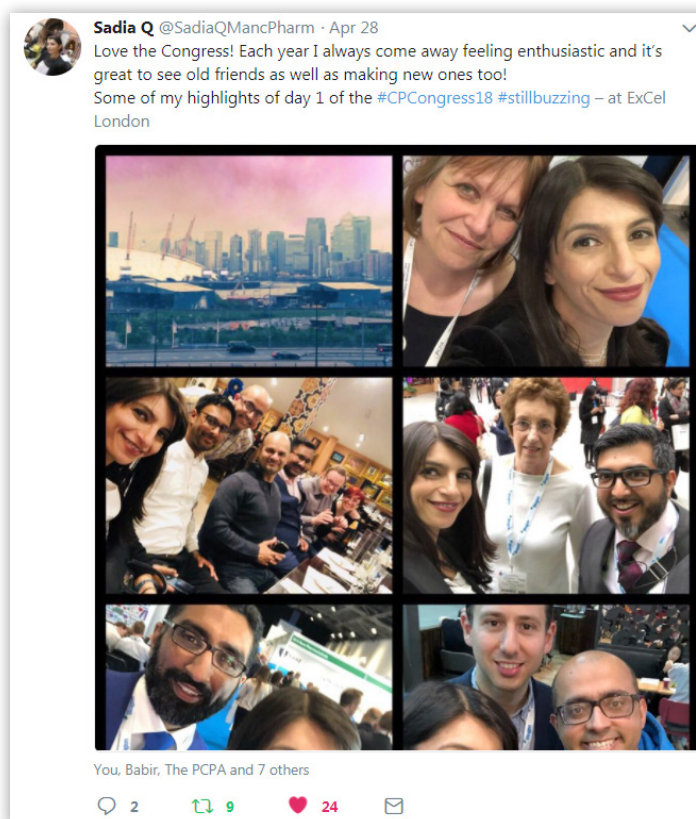 Sadia Q @SadiaQMancPharm · Apr 28
Love the Congress! Each year I always come away feeling enthusiastic and it's
great to see old friends as well as making new ones too!
Some of my highlights of day 1 of the #CPCongress18 #stillbuzzing – at ExCel
London
You, Babir, The PCPA and 7 others
2 9 24